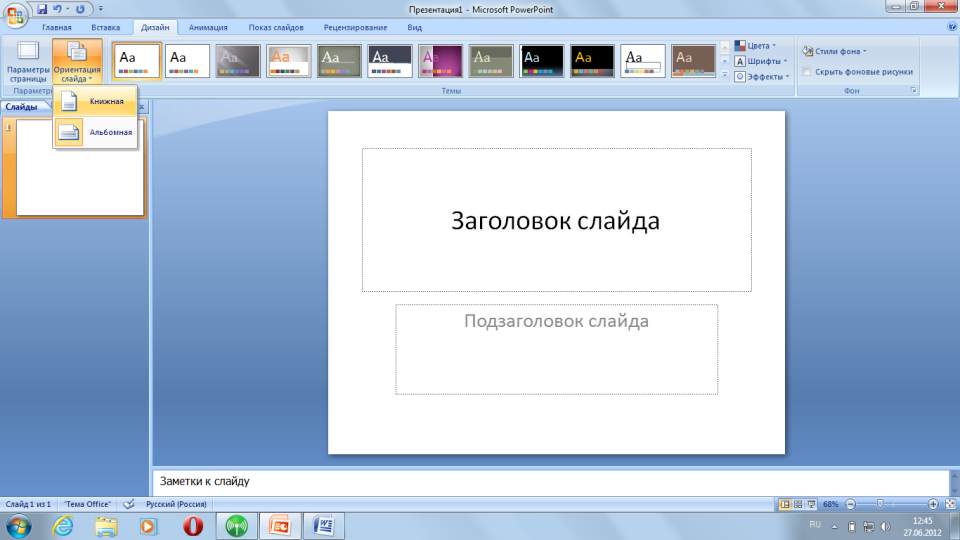 Презентация1 - Microsoft PowerPoint
Главная Вставка Дизайн Анимация Показ слайдов Рецензирование Вид
Параметры страницы
Ориентация слайда
Aa Aa Aa Aa Aa Aa Aa Aa Aa Aa Aa Aa
Цвета
Шрифты
Эффекты
Стили фона
Скрыть фоновые рисунки
Темы
Фон
Книжная
Альбомная
Слайды
1
Заголовок слайда
Подзаголовок слайда
Заметки к слайду
Слайд 1 из 1 "Тема Office" Русский (Россия) 68%
RU
12:45
27.06.2012